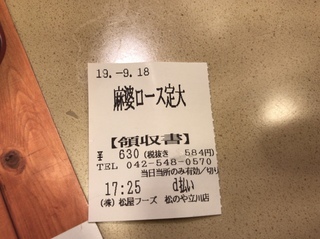 19.-9.18
麻婆ロース定大
【領収書】
¥ 630(税抜き 584円)
TEL 042-548-0570
当日当所のみ有効/切り
17:25 d払い
(株)松屋フーズ 松のや立川店